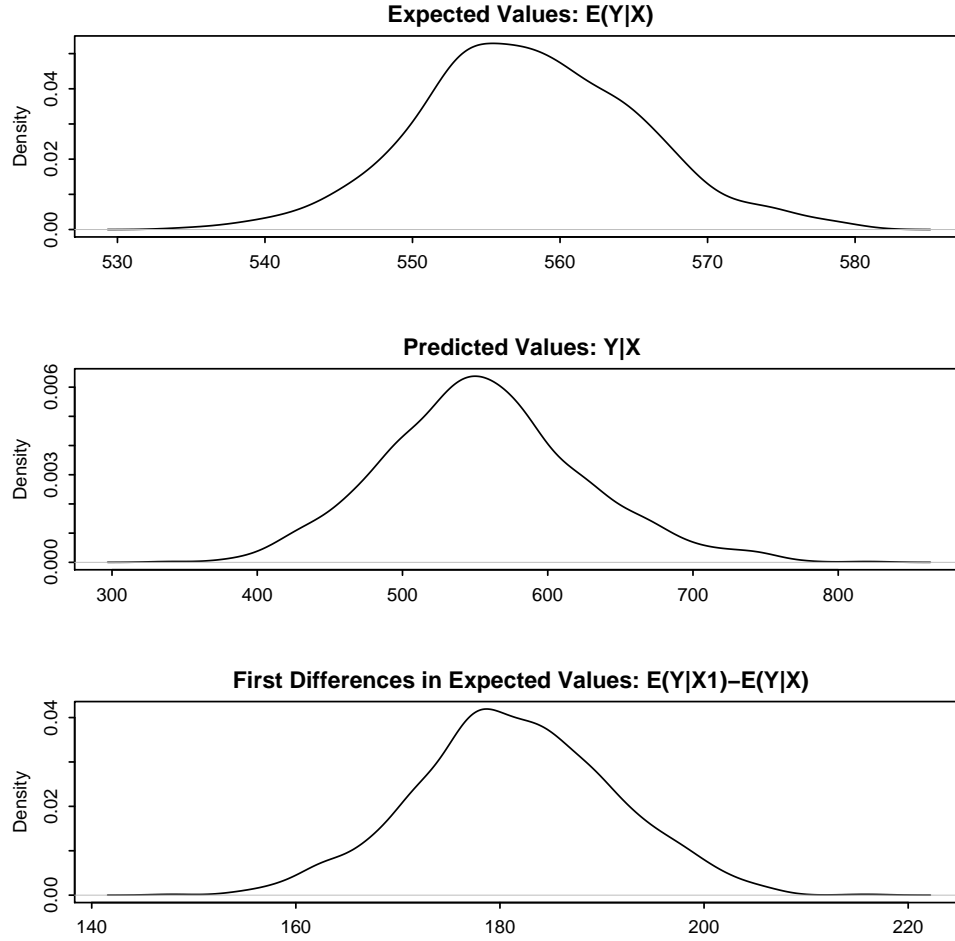 Expected Values: E(Y|X)
Density
0.00
0.02
0.04
530 540 550 560 570 580
Predicted Values: Y|X
Density
0.000
0.003
0.006
300 400 500 600 700 800
First Differences in Expected Values: E(Y|X1)−E(Y|X)
Density
0.00
0.02
0.04
140 160 180 200 220